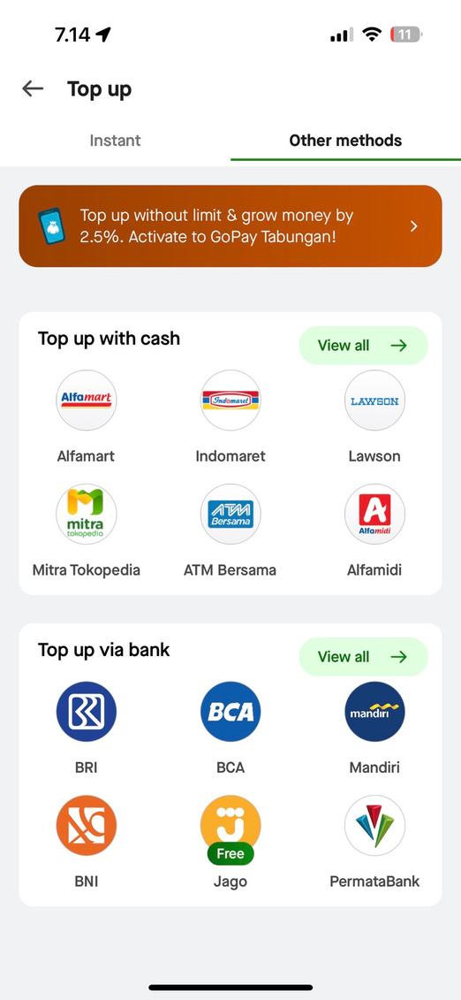 7.14
11
Top up
Instant
Other methods
Top up without limit & grow money by
2.5%. Activate to GoPay Tabungan!
Top up with cash
View all
Alfamart
Indomaret
LAWSON
Alfamart
Indomaret
Lawson
mitra
tokopedia
ATM
Bersama
A
Alfamidi
Mitra Tokopedia
ATM Bersama
Alfamidi
Top up via bank
View all
BCA
mandiri
BRI
BCA
Mandiri
Free
BNI
Jago
PermataBank